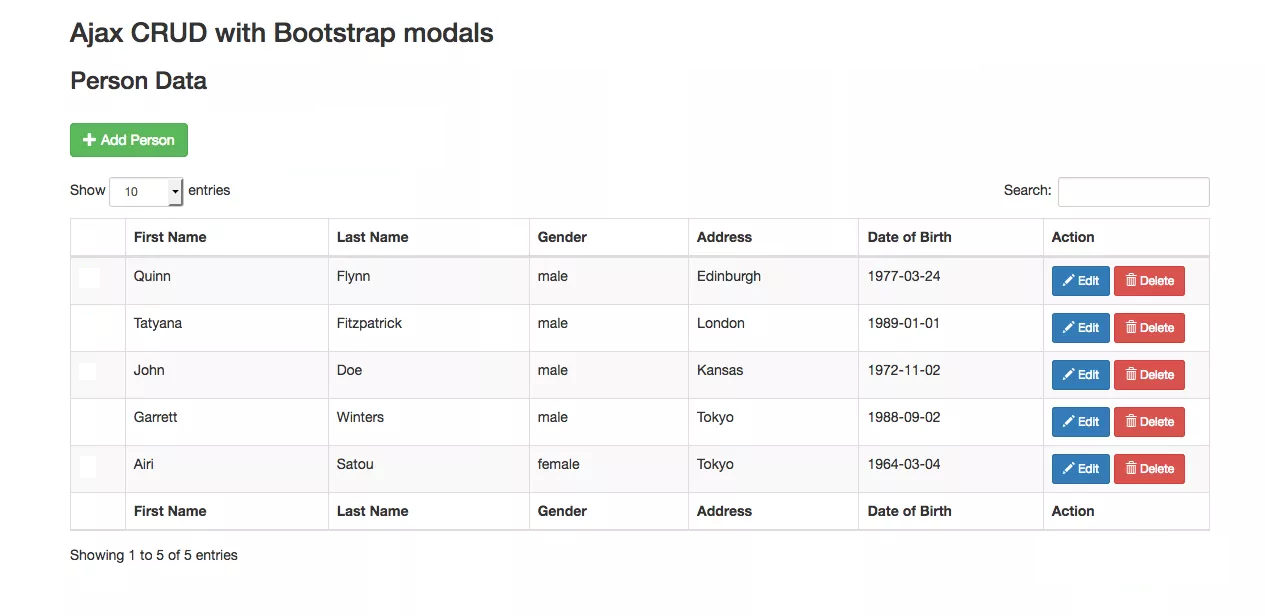 Ajax CRUD with Bootstrap modals
Person Data
Add Person
Show 10 entries Search:
First Name Last Name Gender Address Date of Birth Action
Quinn Flynn male Edinburgh 1977-03-24 Edit Delete
Tatyana Fitzpatrick male London 1989-01-01 Edit Delete
John Doe male Kansas 1972-11-02 Edit Delete
Garrett Winters male Tokyo 1988-09-02 Edit Delete
Airi Satou female Tokyo 1964-03-04 Edit Delete
First Name Last Name Gender Address Date of Birth Action
Showing 1 to 5 of 5 entries